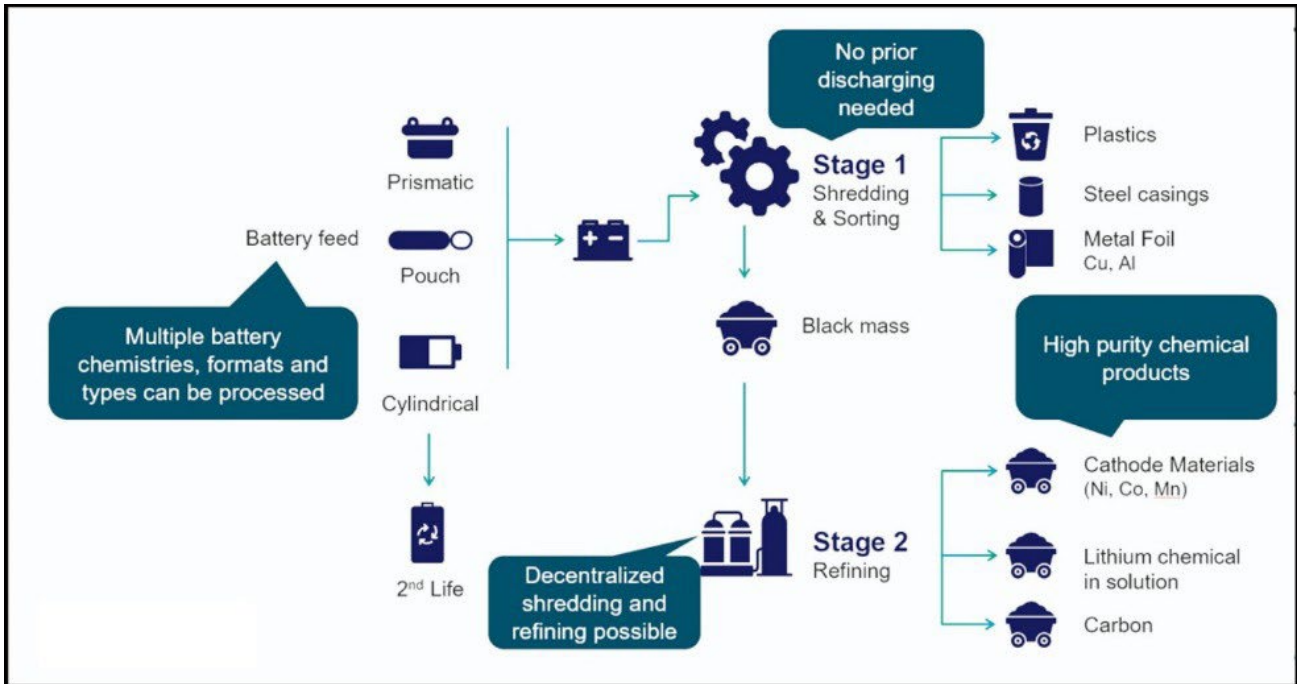 No prior
discharging
needed
Prismatic
Battery feed
Pouch
Cylindrical
2nd Life
Multiple battery
chemistries, formats and
types can be processed
+ -
Stage 1
Shredding
& Sorting
Plastics
Steel casings
Metal Foil
Cu, Al
Black mass
High purity chemical
products
Stage 2
Refining
Decentralized
shredding and
refining possible
Cathode Materials
(Ni, Co, Mn)
Lithium chemical
in solution
Carbon